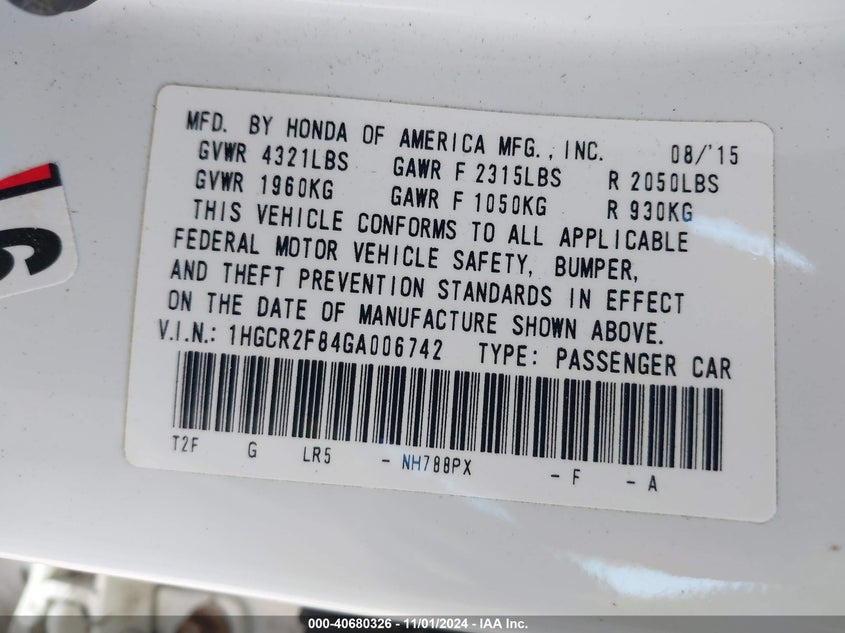 MFD. BY HONDA OF AMERICA MFG., INC. 08/'15
GVWR 4321LBS GAWR F 2315LBS R 2050LBS
GVWR 1960KG GAWR F 1050KG R 930KG
THIS VEHICLE CONFORMS TO ALL APPLICABLE
FEDERAL MOTOR VEHICLE SAFETY, BUMPER,
AND THEFT PREVENTION STANDARDS IN EFFECT
ON THE DATE OF MANUFACTURE SHOWN ABOVE.
V.I.N.: 1HGCR2F84GA006742 TYPE: PASSENGER CAR
T2F G LR5 - NH788PX - F - A
000-40680326 - 11/01/2024 - IAA Inc.